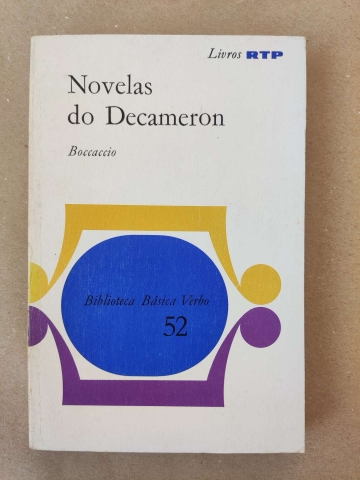 Livros RTP
Novelas
do Decameron
Boccaccio
Biblioteca Básica Verbo
52